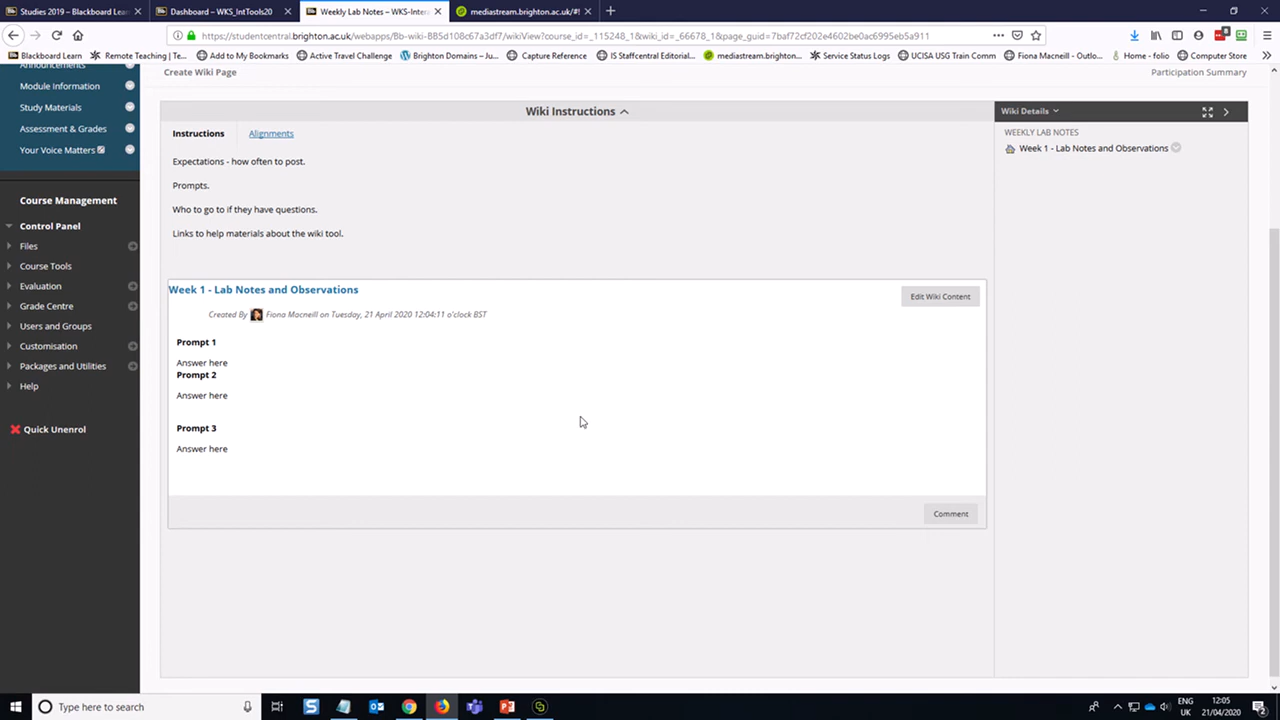 Studies 2019 – Blackboard Lea
Dashboard – WKS_IntTools20
Weekly Lab Notes – WKS-Inter
mediastream.brighton.ac.uk/#!
https://studentcentral.brighton.ac.uk/webapps/Bb-wiki-BB5d108c67a3df7/wikiView?course_id=_115248_1&wiki_id=_66678_1&page_guid=7baf72cf202e4602be0ac6995eb5a911
Blackboard Learn
Remote Teaching | Te...
Add to My Bookmarks
Active Travel Challenge
Brighton Domains – Ju...
Capture Reference
IS Staffcentral Editorial...
mediastream.brighton...
Service Status Logs
UCISA USG Train Comm
Fiona Macneill - Outlo...
Home - folio
Computer Store
Announcements
Module Information
Study Materials
Assessment & Grades
Your Voice Matters
Course Management
Control Panel
Files
Course Tools
Evaluation
Grade Centre
Users and Groups
Customisation
Packages and Utilities
Help
Quick Unenrol
Create Wiki Page
Participation Summary
Wiki Instructions
Instructions
Alignments
Expectations - how often to post.
Prompts.
Who to go to if they have questions.
Links to help materials about the wiki tool.
Wiki Details
WEEKLY LAB NOTES
Week 1 - Lab Notes and Observations
Week 1 - Lab Notes and Observations
Edit Wiki Content
Created By Fiona Macneill on Tuesday, 21 April 2020 12:04:11 o'clock BST
Prompt 1
Answer here
Prompt 2
Answer here
Prompt 3
Answer here
Comment
Type here to search
ENG
UK
12:05
21/04/2020
2